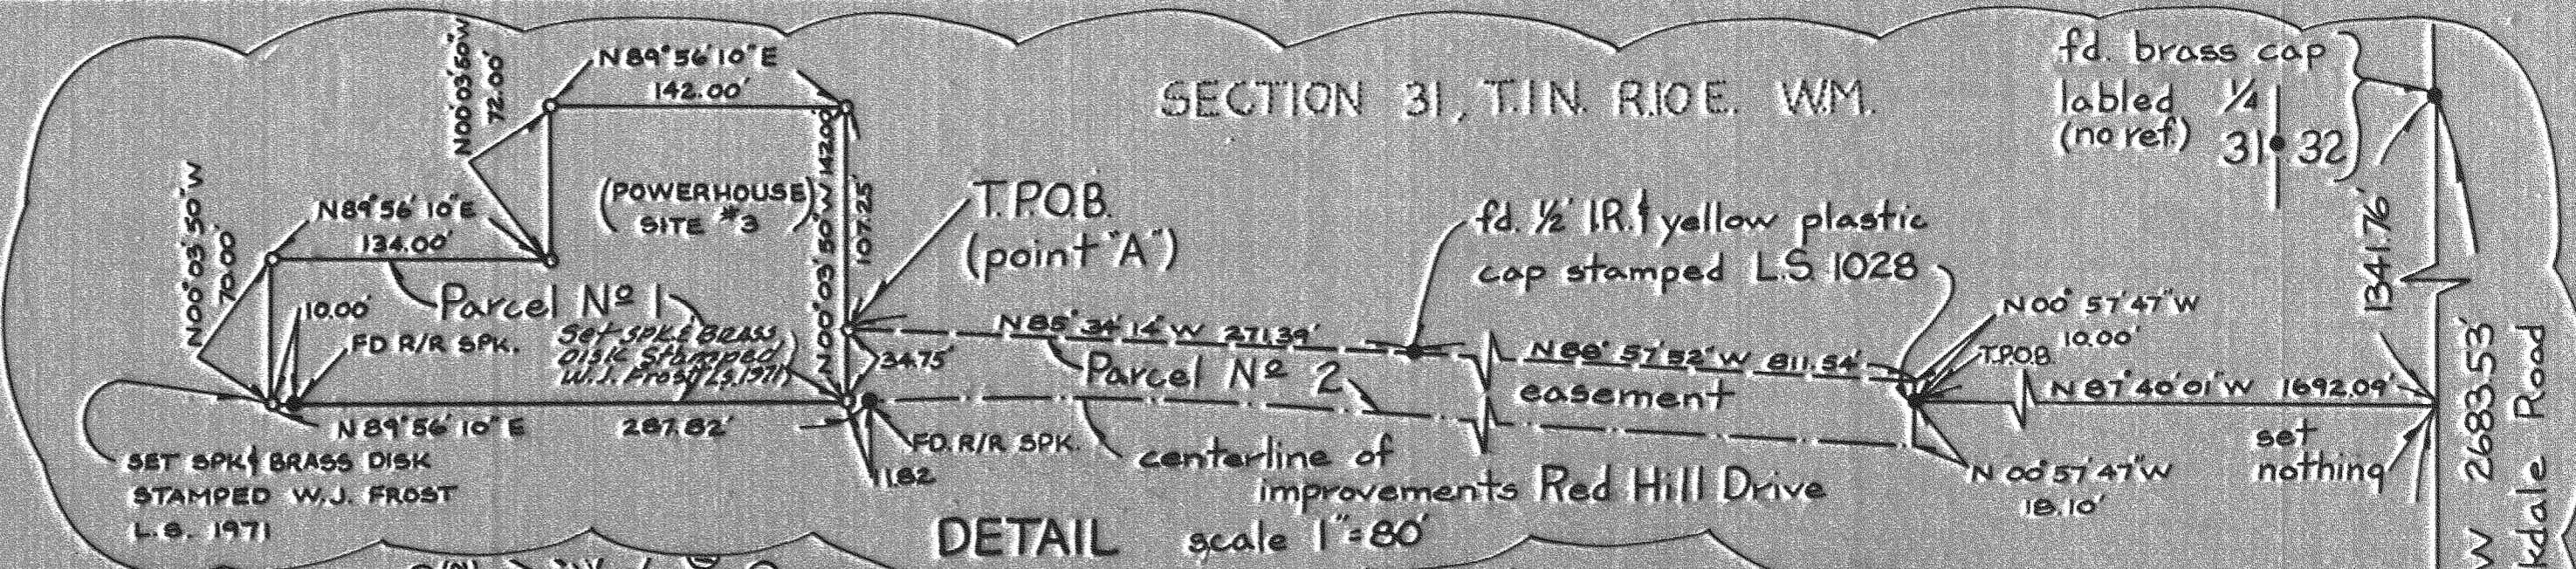 N00°03'50"W
72.00'
N89°56'10"E
142.00'
SECTION 31, T.1N. R.10E. W.M.
fd. brass cap
labled 1/4
(no ref.) 31 32
N00°03'50"W
70.00'
N89°56'10"E
134.00'
(POWERHOUSE)
SITE #3
N00°03'50"W 142.00'
107.25'
T.P.O.B.
(point "A")
fd. 1/2' I.R. & yellow plastic
cap stamped L.S. 1028
1341.76'
10.00'
Parcel Nº 1
FD R/R SPK.
Set SPK & BRASS
DISK Stamped
W.J. Frost L.S. 1971
34.75'
N85°34'14"W 271.39'
Parcel Nº 2
N88°57'52"W 811.54'
easement
N00°57'47"W
10.00'
T.P.O.B.
N87°40'01"W 1692.09'
set
nothing
2683.53'
kdale Road
W
N89°56'10"E
287.82'
FD. R/R SPK.
11.82
centerline of
improvements Red Hill Drive
N00°57'47"W
18.10'
SET SPK & BRASS DISK
STAMPED W.J. FROST
L.S. 1971
DETAIL scale 1"=80'